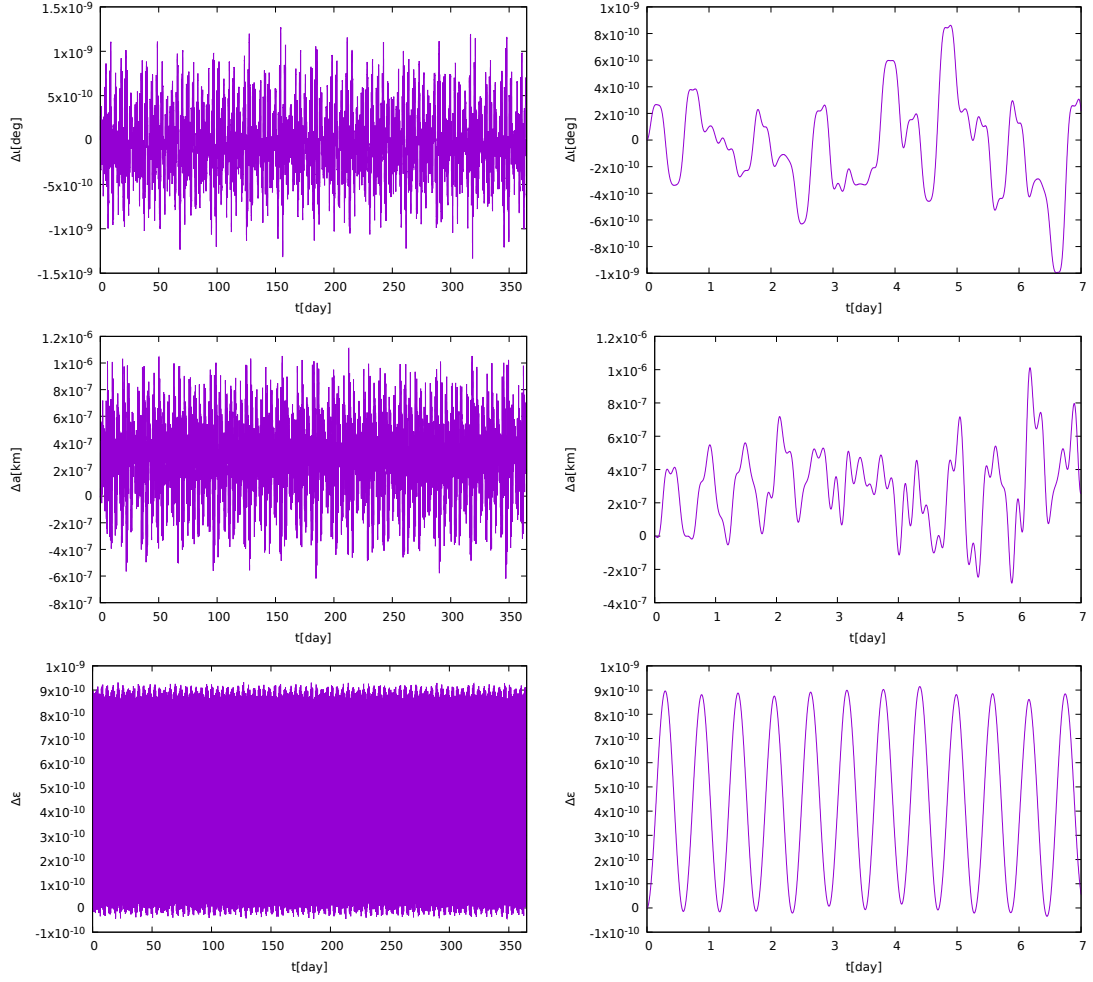 1.5x10⁻⁹
1x10⁻⁹
5x10⁻¹⁰
0
-5x10⁻¹⁰
-1x10⁻⁹
-1.5x10⁻⁹
0 50 100 150 200 250 300 350
Δι[deg]
t[day]
1x10⁻⁹
8x10⁻¹⁰
6x10⁻¹⁰
4x10⁻¹⁰
2x10⁻¹⁰
0
-2x10⁻¹⁰
-4x10⁻¹⁰
-6x10⁻¹⁰
-8x10⁻¹⁰
-1x10⁻⁹
0 1 2 3 4 5 6 7
Δι[deg]
t[day]
1.2x10⁻⁶
1x10⁻⁶
8x10⁻⁷
6x10⁻⁷
4x10⁻⁷
2x10⁻⁷
0
-2x10⁻⁷
-4x10⁻⁷
-6x10⁻⁷
-8x10⁻⁷
0 50 100 150 200 250 300 350
Δa[km]
t[day]
1.2x10⁻⁶
1x10⁻⁶
8x10⁻⁷
6x10⁻⁷
4x10⁻⁷
2x10⁻⁷
0
-2x10⁻⁷
-4x10⁻⁷
0 1 2 3 4 5 6 7
Δa[km]
t[day]
1x10⁻⁹
9x10⁻¹⁰
8x10⁻¹⁰
7x10⁻¹⁰
6x10⁻¹⁰
5x10⁻¹⁰
4x10⁻¹⁰
3x10⁻¹⁰
2x10⁻¹⁰
1x10⁻¹⁰
0
-1x10⁻¹⁰
0 50 100 150 200 250 300 350
Δε
t[day]
1x10⁻⁹
9x10⁻¹⁰
8x10⁻¹⁰
7x10⁻¹⁰
6x10⁻¹⁰
5x10⁻¹⁰
4x10⁻¹⁰
3x10⁻¹⁰
2x10⁻¹⁰
1x10⁻¹⁰
0
-1x10⁻¹⁰
0 1 2 3 4 5 6 7
Δε
t[day]